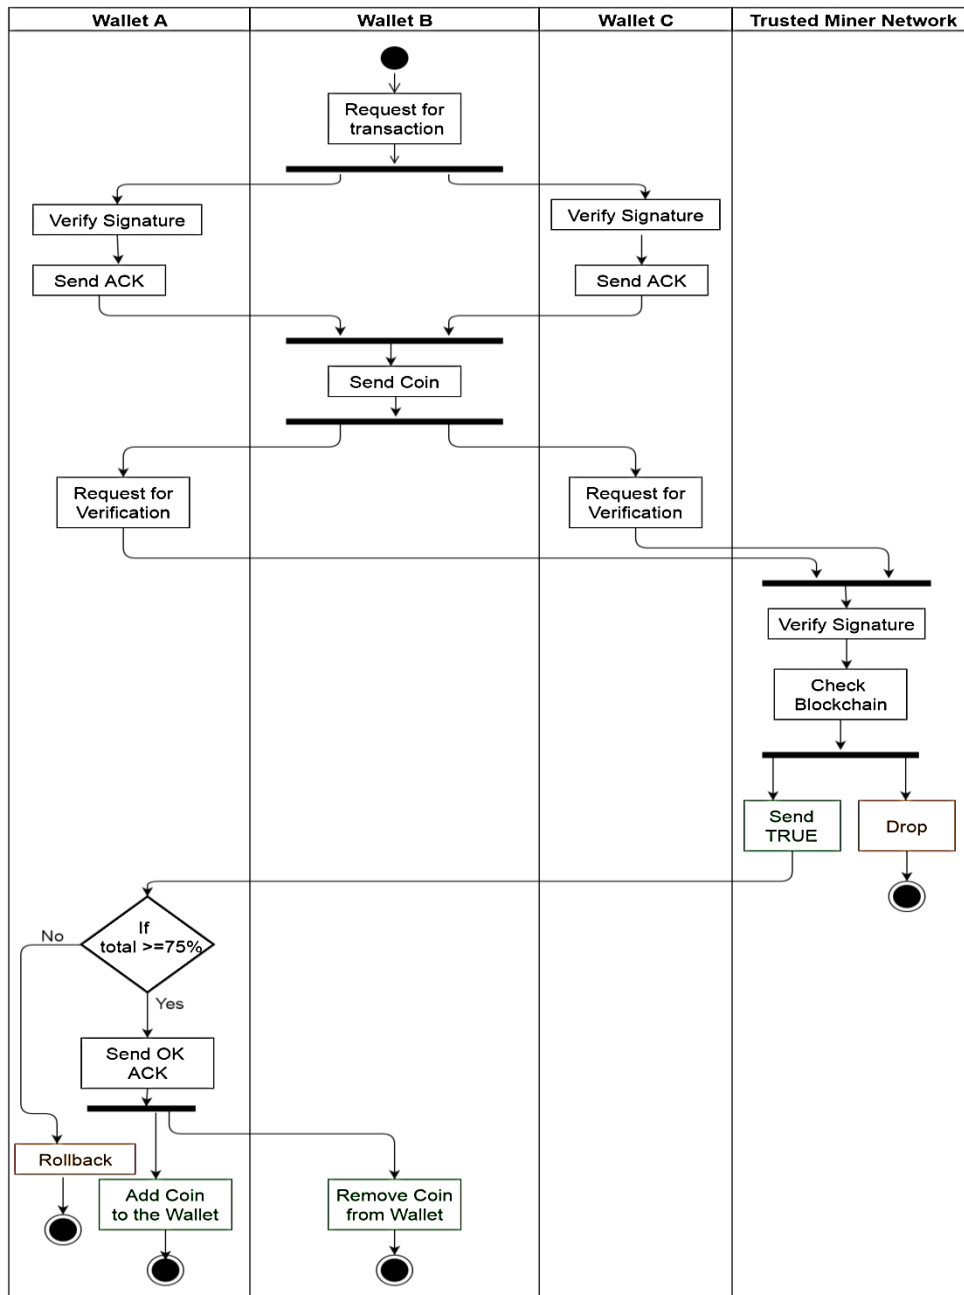 Wallet A
Wallet B
Wallet C
Trusted Miner Network
Request for
transaction
Verify Signature
Verify Signature
Send ACK
Send ACK
Send Coin
Request for
Verification
Request for
Verification
Verify Signature
Check
Blockchain
Send
TRUE
Drop
If
total >=75%
No
Yes
Send OK
ACK
Rollback
Add Coin
to the Wallet
Remove Coin
from Wallet